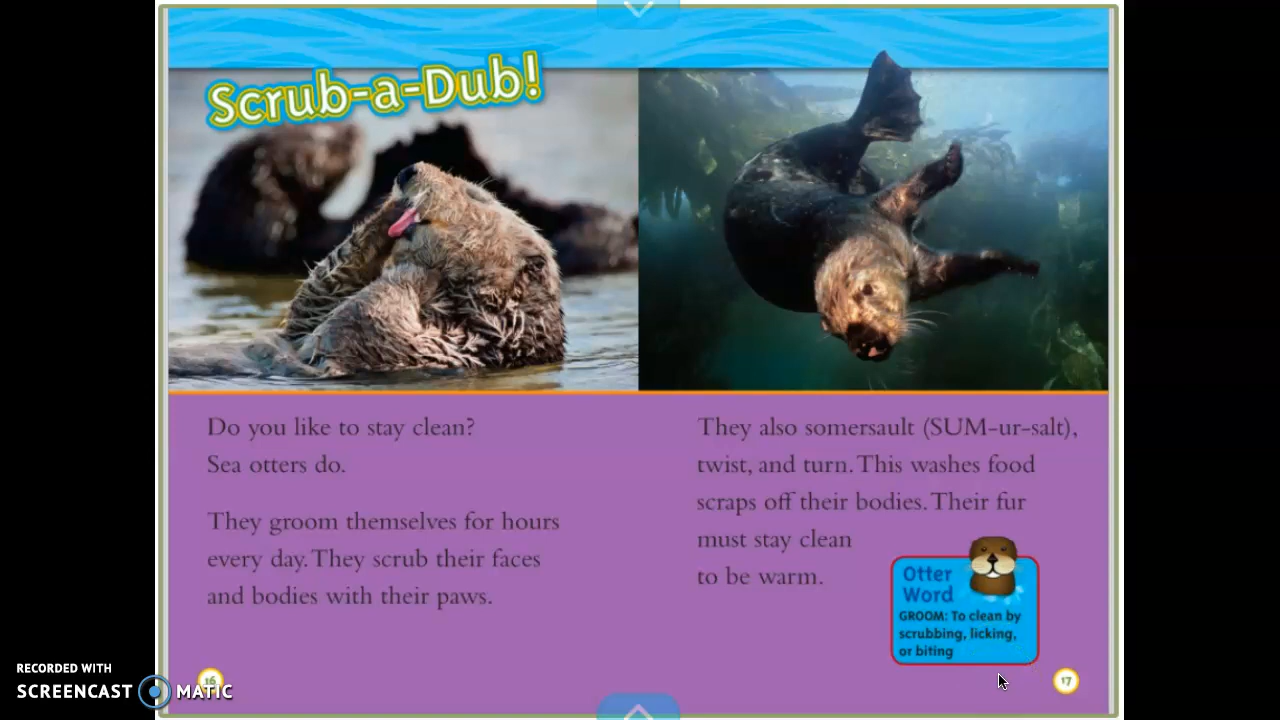 Scrub-a-Dub!
Do you like to stay clean?
Sea otters do.
They groom themselves for hours
every day. They scrub their faces
and bodies with their paws.
They also somersault (SUM-ur-salt),
twist, and turn. This washes food
scraps off their bodies. Their fur
must stay clean
to be warm.
Otter
Word
GROOM: To clean by
scrubbing, licking,
or biting
16
17
RECORDED WITH
SCREENCAST MATIC